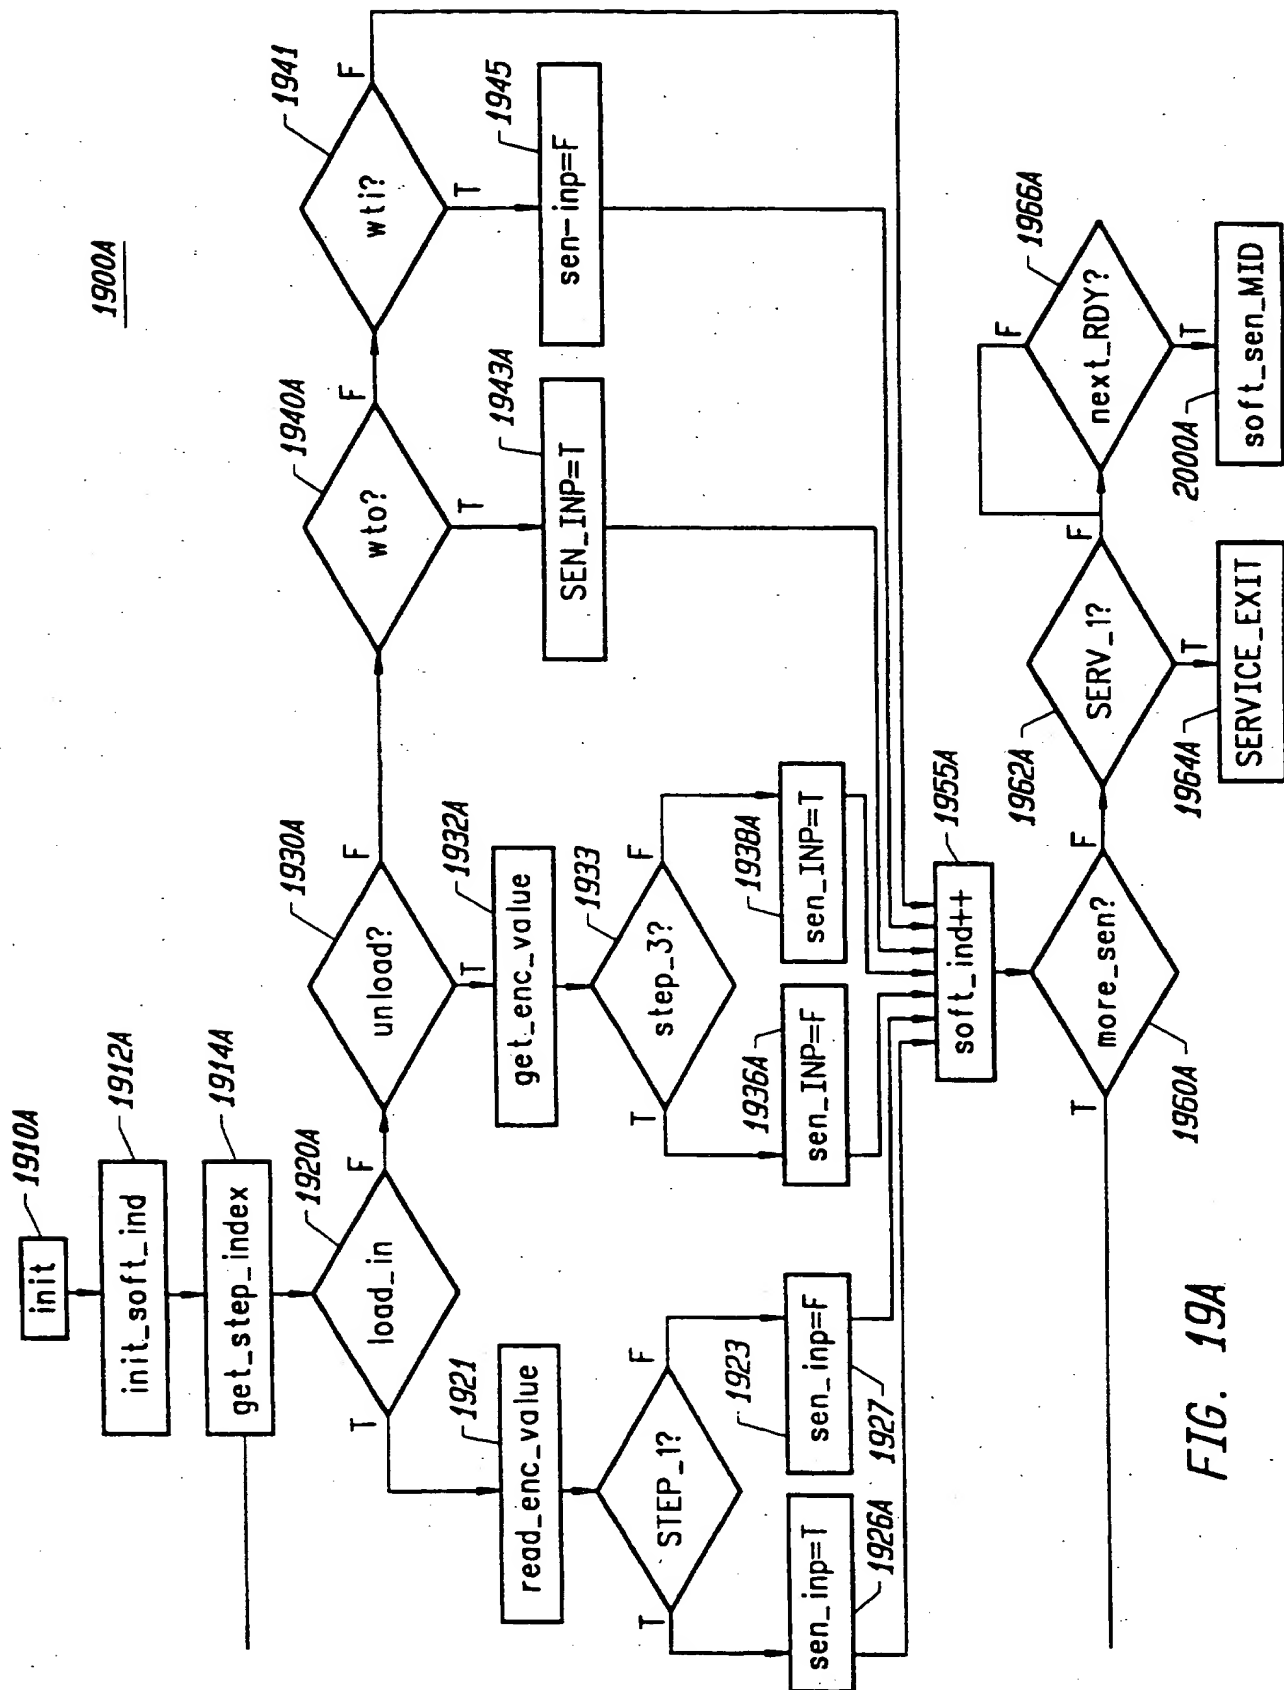 1900A
init
1910A
init_soft_ind
1912A
get_step_index
1914A
load_in
1920A
T
F
unload?
1930A
T
F
wto?
1940A
T
F
wti?
1941
T
F
read_enc_value
1921
get_enc_value
1932A
SEN_INP=T
1943A
sen-inp=F
1945
STEP_1?
T
F
1923
step_3?
1933
T
F
sen_inp=T
1926A
sen_inp=F
1927
sen_INP=F
1936A
sen_INP=T
1938A
soft_ind++
1955A
more_sen?
1960A
T
F
SERV_1?
1962A
T
F
next_RDY?
1966A
F
T
SERVICE_EXIT
1964A
soft_sen_MID
2000A
FIG. 19A